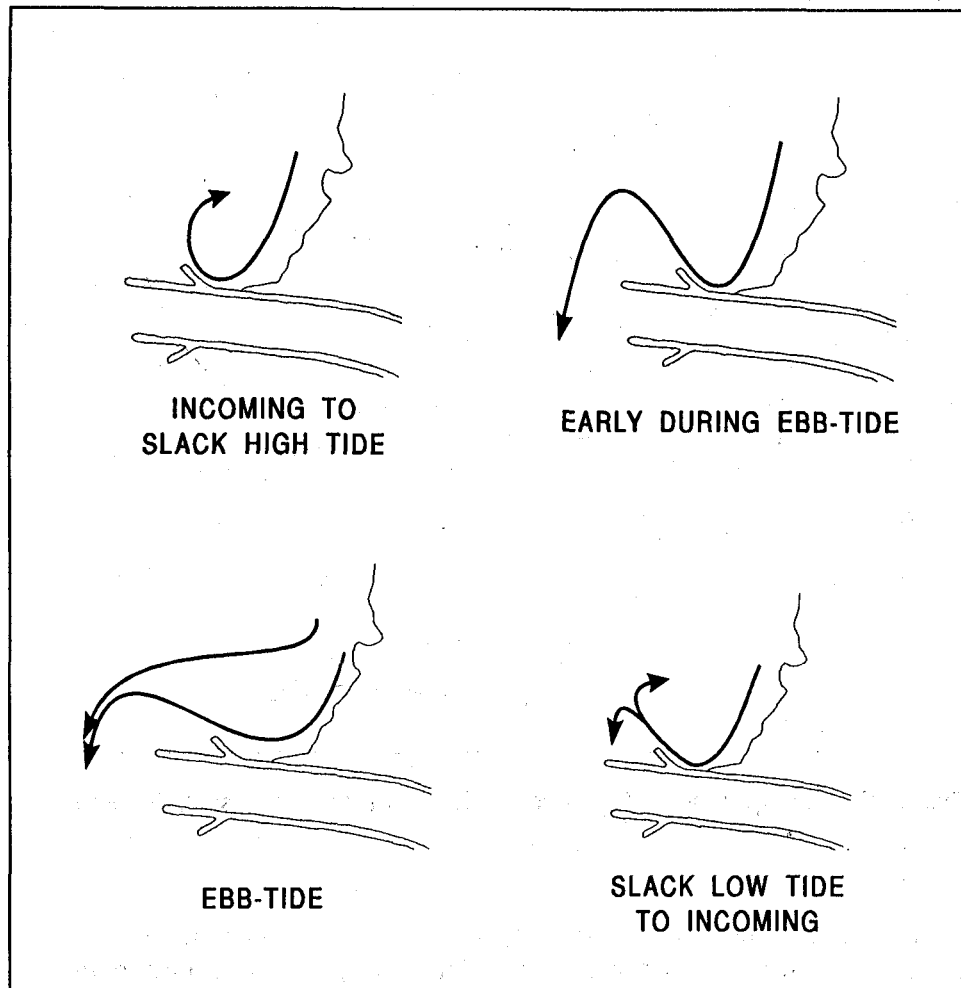 INCOMING TO
SLACK HIGH TIDE
EARLY DURING EBB-TIDE
EBB-TIDE
SLACK LOW TIDE
TO INCOMING